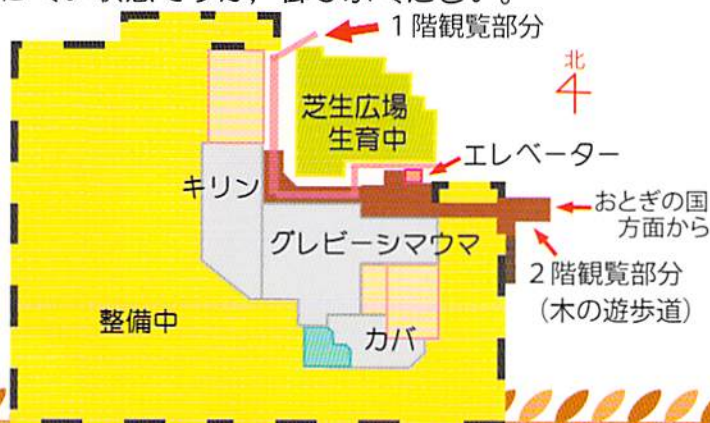 1階観覧部分
北
芝生広場
生育中
エレベーター
キリン
おとぎの国
方面から
グレビーシマウマ
2階観覧部分
(木の遊歩道)
整備中
カバ